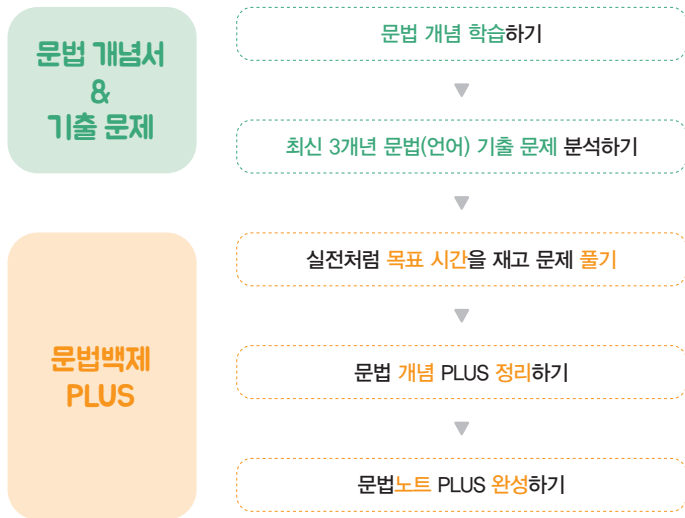 문법 개념서
&
기출 문제
문법 개념 학습하기
최신 3개년 문법(언어) 기출 문제 분석하기
문법백제
PLUS
실전처럼 목표 시간을 재고 문제 풀기
문법 개념 PLUS 정리하기
문법노트 PLUS 완성하기